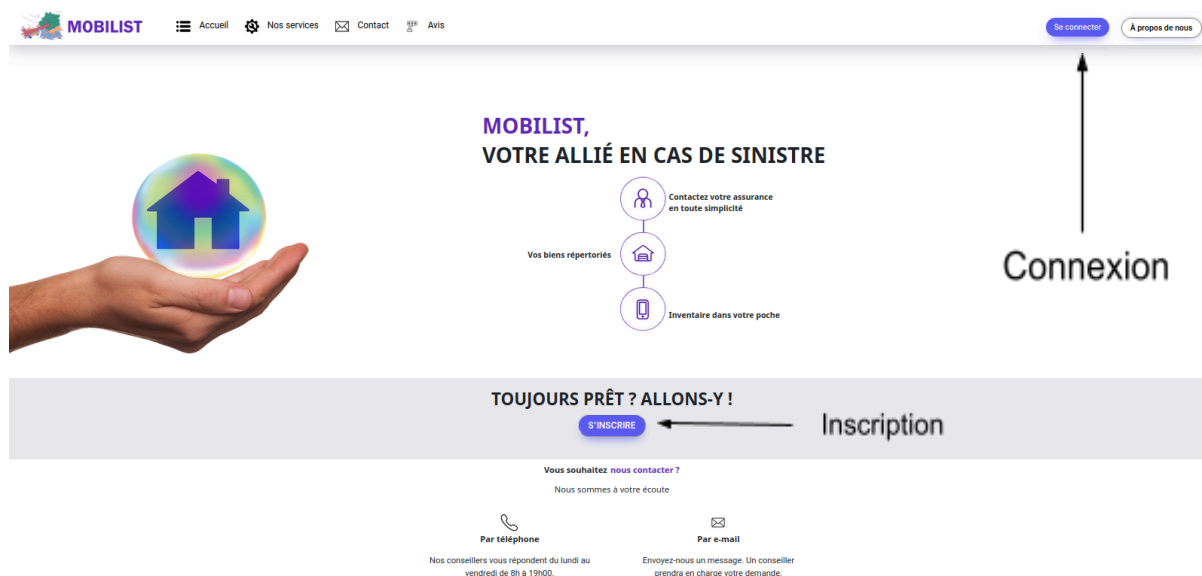 MOBILIST
Accueil
Nos services
Contact
Avis
Se connecter
À propos de nous
MOBILIST,
VOTRE ALLIÉ EN CAS DE SINISTRE
Contactez votre assurance
en toute simplicité
Vos biens répertoriés
Inventaire dans votre poche
Connexion
TOUJOURS PRÊT ? ALLONS-Y !
S'INSCRIRE
Inscription
Vous souhaitez nous contacter ?
Nous sommes à votre écoute
Par téléphone
Nos conseillers vous répondent du lundi au
vendredi de 8h à 19h00.
Par e-mail
Envoyez-nous un message. Un conseiller
prendra en charge votre demande.